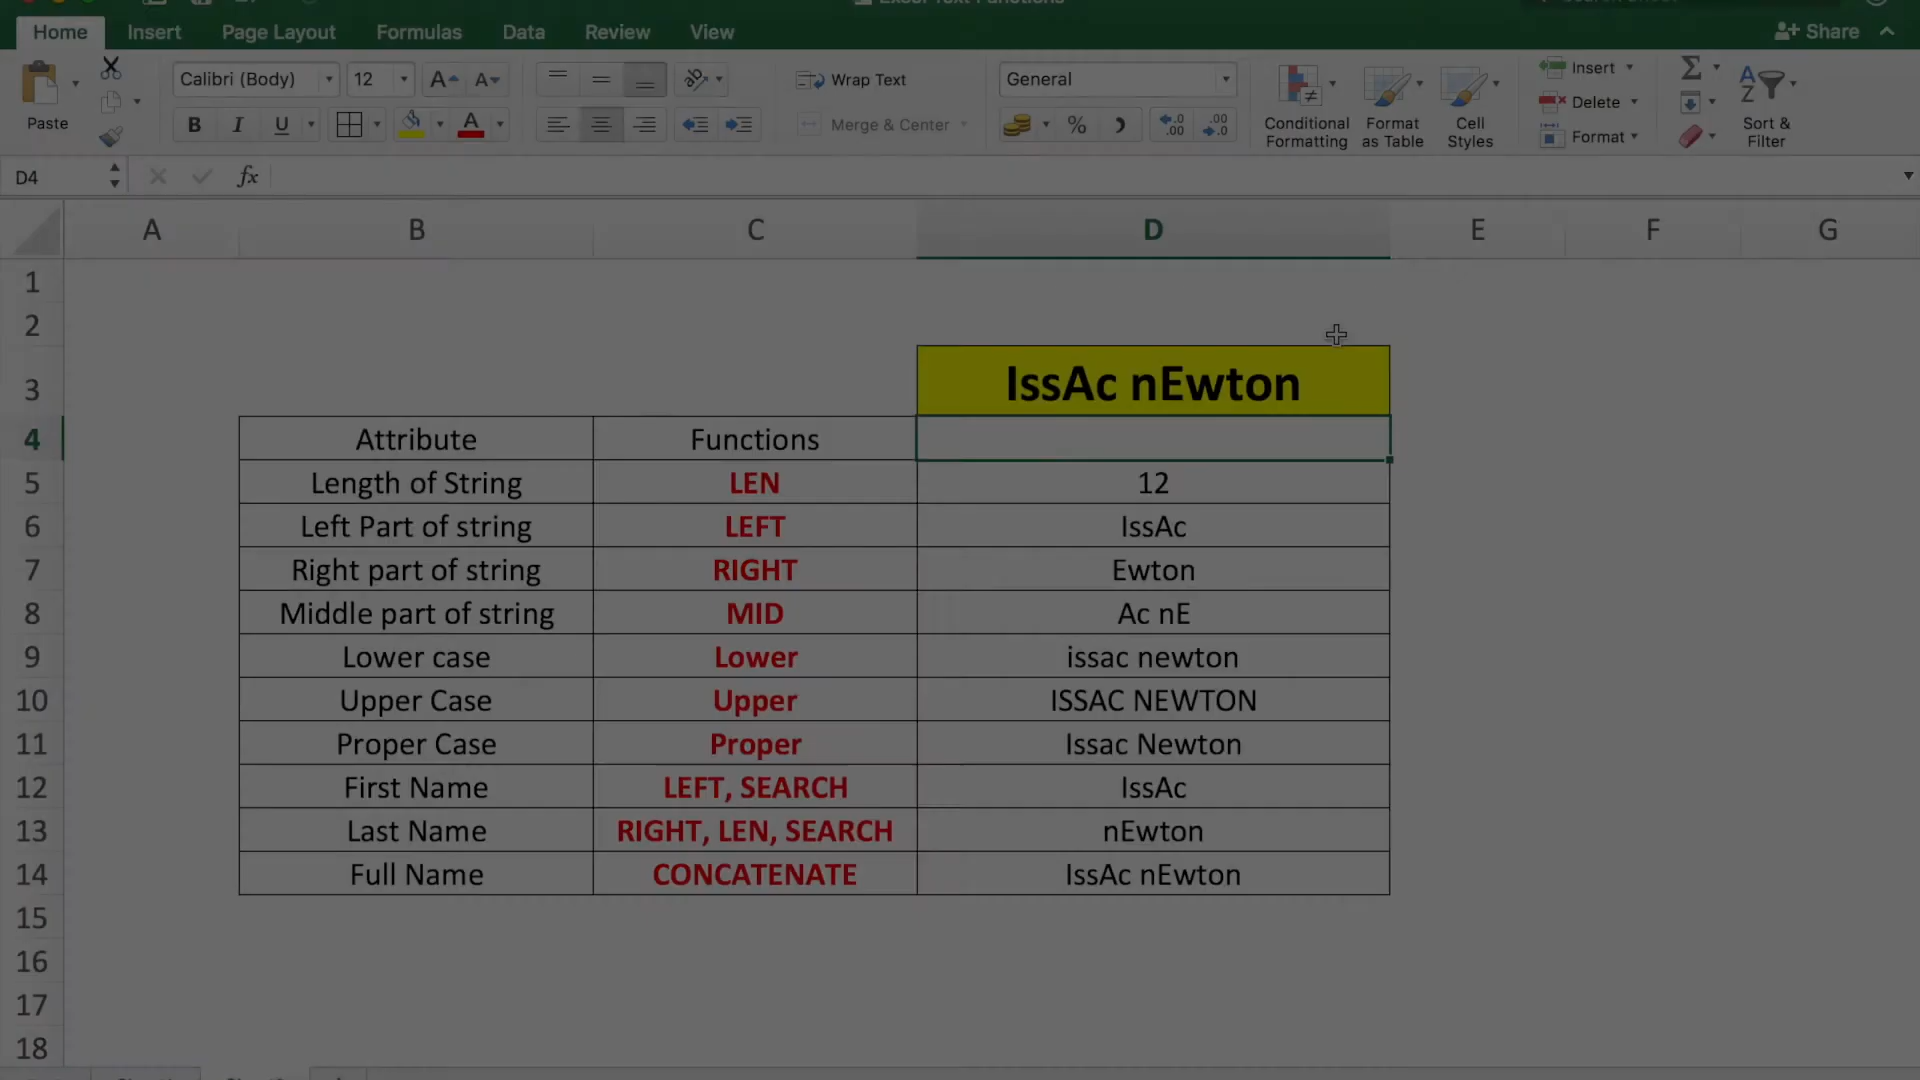 Excel Text Functions
Home Insert Page Layout Formulas Data Review View Share
Calibri (Body) 12 A A Wrap Text General Insert
Paste B I U A Merge & Center % Conditional Formatting Format as Table Cell Styles Delete Format Sort & Filter
D4 fx
A B C D E F G
1
2
3 IssAc nEwton
4 Attribute Functions
5 Length of String LEN 12
6 Left Part of string LEFT IssAc
7 Right part of string RIGHT Ewton
8 Middle part of string MID Ac nE
9 Lower case Lower issac newton
10 Upper Case Upper ISSAC NEWTON
11 Proper Case Proper Issac Newton
12 First Name LEFT, SEARCH IssAc
13 Last Name RIGHT, LEN, SEARCH nEwton
14 Full Name CONCATENATE IssAc nEwton
15
16
17
18